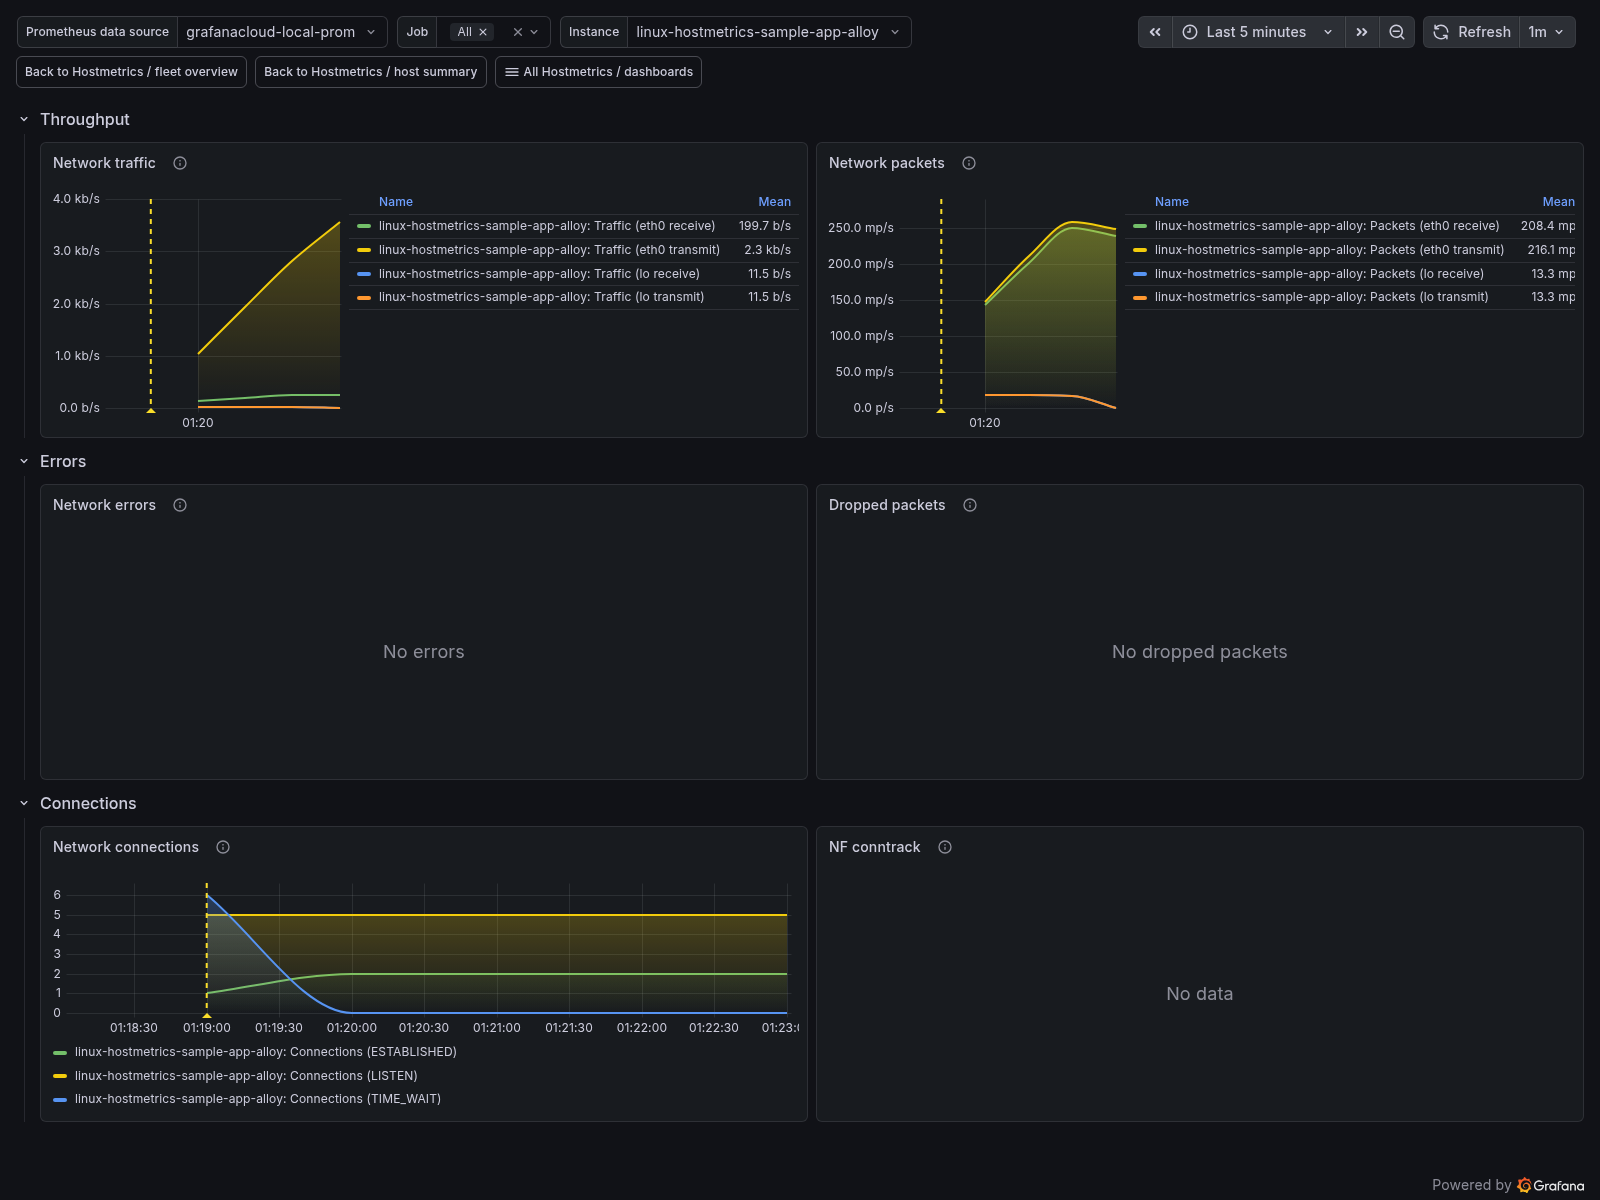 Prometheus data source grafanacloud-local-prom Job All Instance linux-hostmetrics-sample-app-alloy Last 5 minutes Refresh 1m
Back to Hostmetrics / fleet overview Back to Hostmetrics / host summary All Hostmetrics / dashboards
Throughput
Network traffic
4.0 kb/s
3.0 kb/s
2.0 kb/s
1.0 kb/s
0.0 b/s
01:20
Name Mean
linux-hostmetrics-sample-app-alloy: Traffic (eth0 receive) 199.7 b/s
linux-hostmetrics-sample-app-alloy: Traffic (eth0 transmit) 2.3 kb/s
linux-hostmetrics-sample-app-alloy: Traffic (lo receive) 11.5 b/s
linux-hostmetrics-sample-app-alloy: Traffic (lo transmit) 11.5 b/s
Network packets
250.0 mp/s
200.0 mp/s
150.0 mp/s
100.0 mp/s
50.0 mp/s
0.0 p/s
01:20
Name Mean
linux-hostmetrics-sample-app-alloy: Packets (eth0 receive) 208.4 mp
linux-hostmetrics-sample-app-alloy: Packets (eth0 transmit) 216.1 mp
linux-hostmetrics-sample-app-alloy: Packets (lo receive) 13.3 mp
linux-hostmetrics-sample-app-alloy: Packets (lo transmit) 13.3 mp
Errors
Network errors
No errors
Dropped packets
No dropped packets
Connections
Network connections
6
5
4
3
2
1
0
01:18:30 01:19:00 01:19:30 01:20:00 01:20:30 01:21:00 01:21:30 01:22:00 01:22:30 01:23:0
linux-hostmetrics-sample-app-alloy: Connections (ESTABLISHED)
linux-hostmetrics-sample-app-alloy: Connections (LISTEN)
linux-hostmetrics-sample-app-alloy: Connections (TIME_WAIT)
NF conntrack
No data
Powered by Grafana